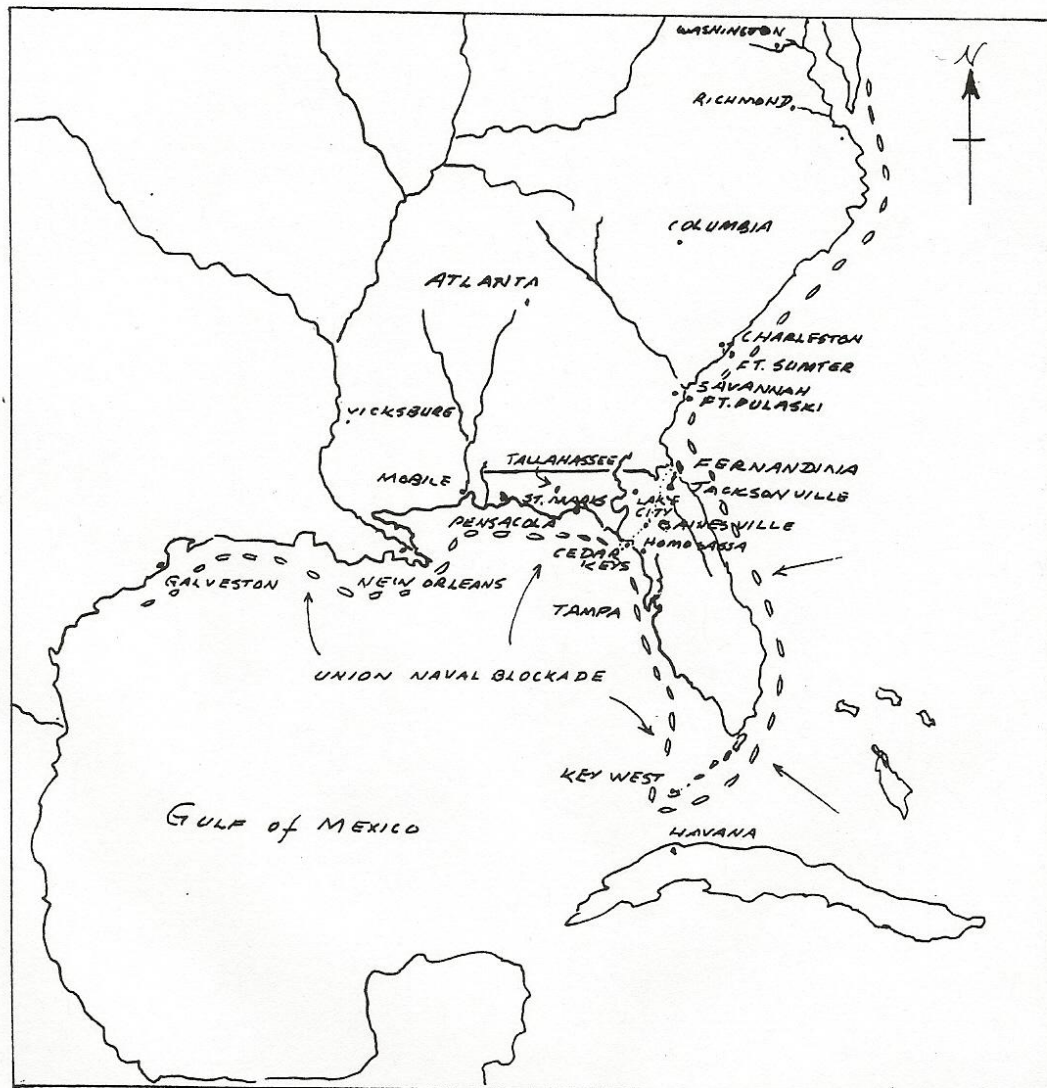 WASHINGTON
N
RICHMOND
COLUMBIA
ATLANTA
CHARLESTON
FT. SUMTER
SAVANNAH
FT. PULASKI
VICKSBURG
TALLAHASSEE
FERNANDINA
MOBILE
ST. MARKS
LAKE
CITY
JACKSONVILLE
PENSACOLA
GAINESVILLE
CEDAR
KEYS
HOMOSASSA
GALVESTON
NEW ORLEANS
TAMPA
UNION NAVAL BLOCKADE
KEY WEST
GULF of MEXICO
HAVANA